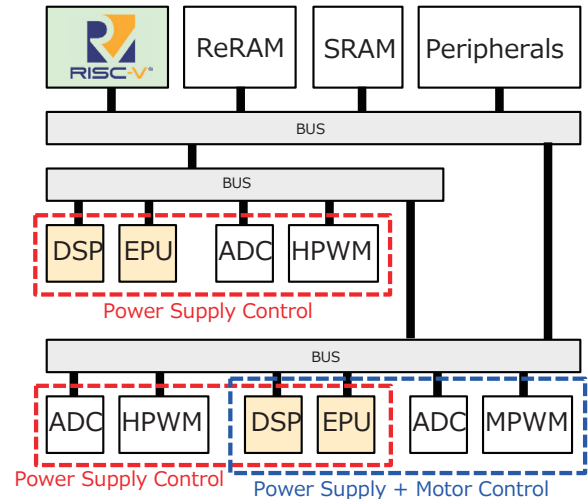 RISC-V
ReRAM
SRAM
Peripherals
BUS
BUS
DSP
EPU
ADC
HPWM
Power Supply Control
BUS
ADC
HPWM
DSP
EPU
ADC
MPWM
Power Supply Control
Power Supply + Motor Control